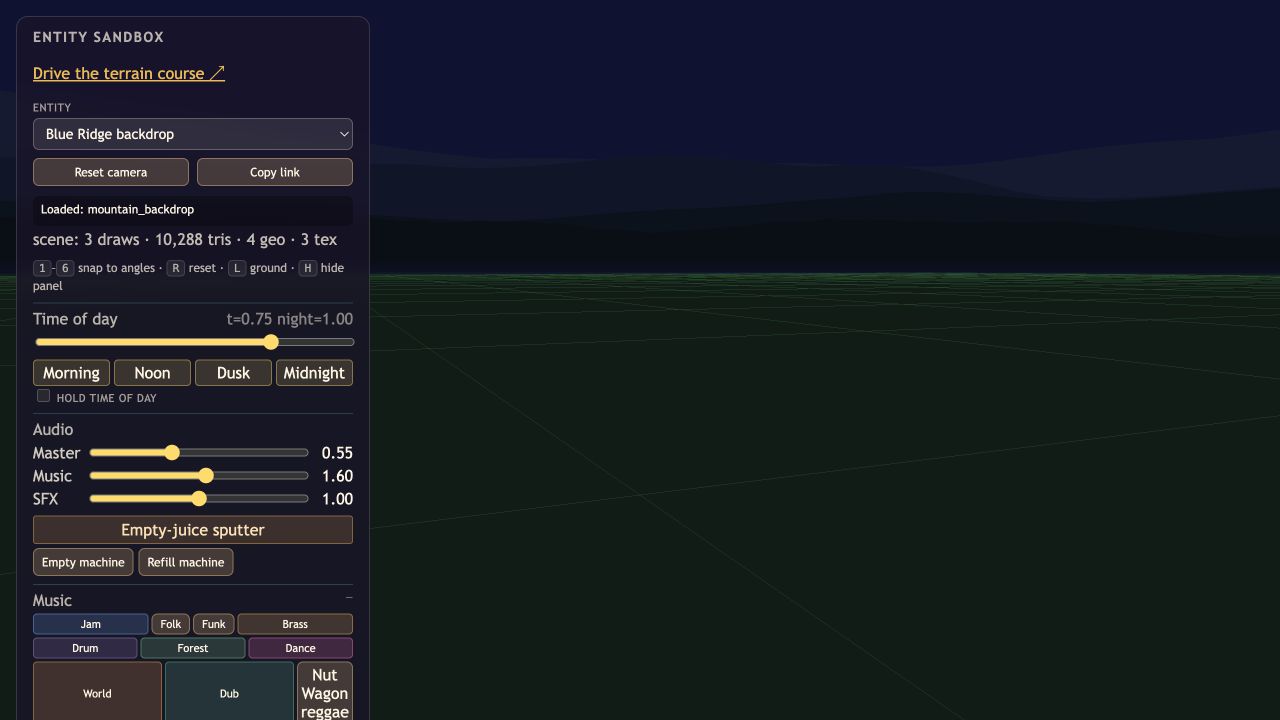 ENTITY SANDBOX
Drive the terrain course ↗
ENTITY
Blue Ridge backdrop
Reset camera
Copy link
Loaded: mountain_backdrop
scene: 3 draws · 10,288 tris · 4 geo · 3 tex
1-6 snap to angles · R reset · L ground · H hide
panel
Time of day t=0.75 night=1.00
Morning Noon Dusk Midnight
HOLD TIME OF DAY
Audio
Master 0.55
Music 1.60
SFX 1.00
Empty-juice sputter
Empty machine Refill machine
Music −
Jam Folk Funk Brass
Drum Forest Dance
World Dub
Nut
Wagon
reggae